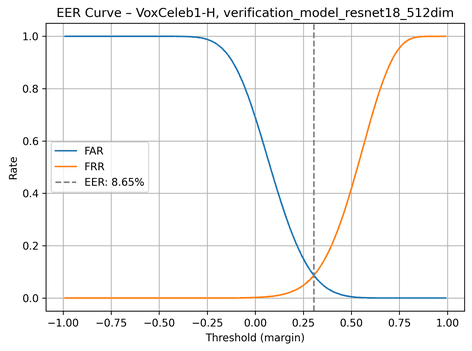 EER Curve – VoxCeleb1-H, verification_model_resnet18_512dim
1.0
0.8
0.6
0.4
0.2
0.0
Rate
FAR
FRR
EER: 8.65%
−1.00
−0.75
−0.50
−0.25
0.00
0.25
0.50
0.75
1.00
Threshold (margin)